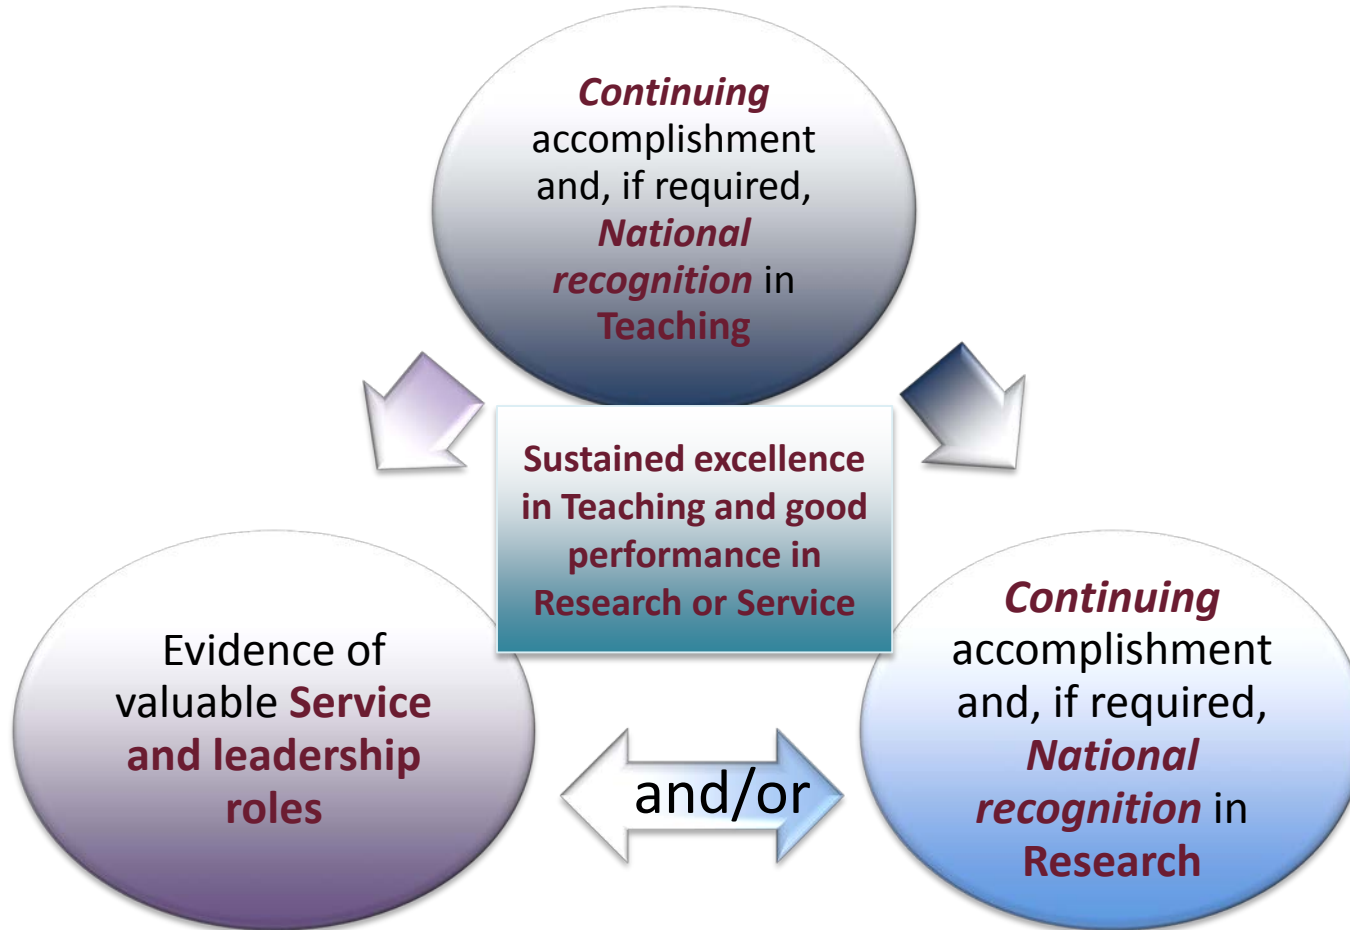 Continuing
accomplishment
and, if required,
National
recognition in
Teaching
Sustained excellence
in Teaching and good
performance in
Research or Service
Evidence of
valuable Service
and leadership
roles
and/or
Continuing
accomplishment
and, if required,
National
recognition in
Research